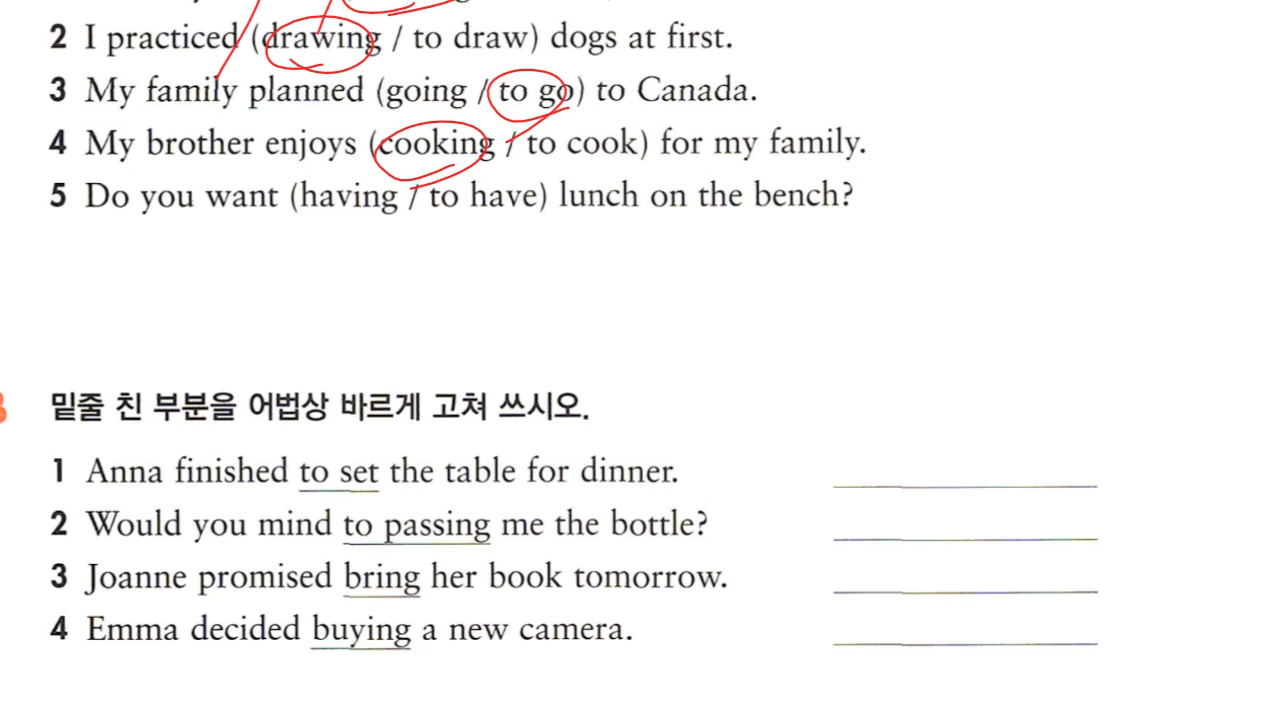 2 I practiced (drawing / to draw) dogs at first.
3 My family planned (going / to go) to Canada.
4 My brother enjoys (cooking / to cook) for my family.
5 Do you want (having / to have) lunch on the bench?
밑줄 친 부분을 어법상 바르게 고쳐 쓰시오.
1 Anna finished to set the table for dinner.
2 Would you mind to passing me the bottle?
3 Joanne promised bring her book tomorrow.
4 Emma decided buying a new camera.